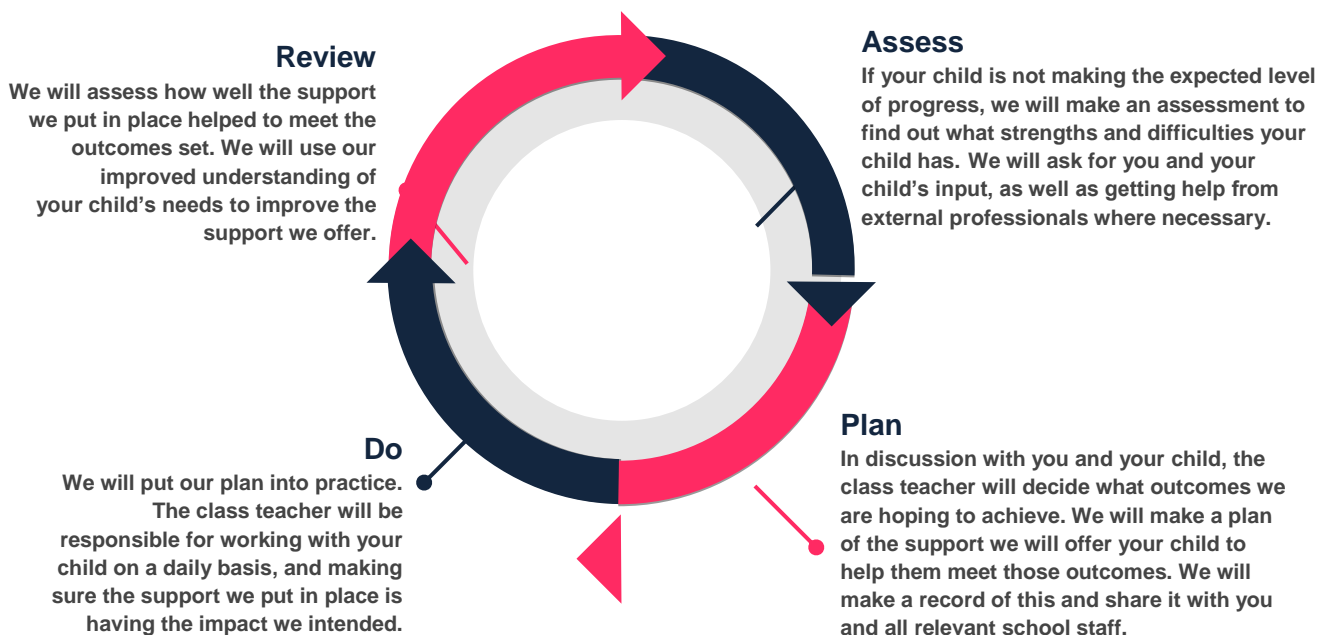 Review
We will assess how well the support
we put in place helped to meet the
outcomes set. We will use our
improved understanding of
your child’s needs to improve the
support we offer.
Assess
If your child is not making the expected level
of progress, we will make an assessment to
find out what strengths and difficulties your
child has. We will ask for you and your
child’s input, as well as getting help from
external professionals where necessary.
Do
We will put our plan into practice.
The class teacher will be
responsible for working with your
child on a daily basis, and making
sure the support we put in place is
having the impact we intended.
Plan
In discussion with you and your child, the
class teacher will decide what outcomes we
are hoping to achieve. We will make a plan
of the support we will offer your child to
help them meet those outcomes. We will
make a record of this and share it with you
and all relevant school staff.